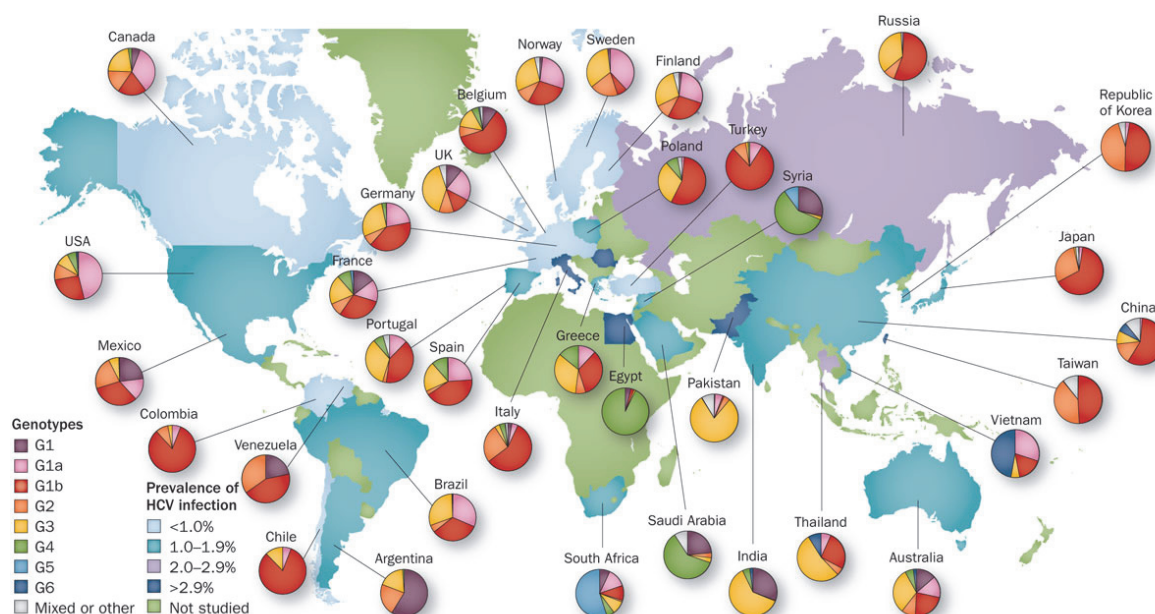 Canada
Norway
Sweden
Finland
Russia
Belgium
Republic
of Korea
UK
Poland
Turkey
Syria
Germany
USA
France
Japan
China
Mexico
Portugal
Spain
Greece
Egypt
Pakistan
Taiwan
Colombia
Italy
Vietnam
Venezuela
Brazil
Chile
Argentina
South Africa
Saudi Arabia
India
Thailand
Australia
Genotypes
G1
G1a
G1b
G2
G3
G4
G5
G6
Mixed or other
Prevalence of
HCV infection
<1.0%
1.0–1.9%
2.0–2.9%
>2.9%
Not studied